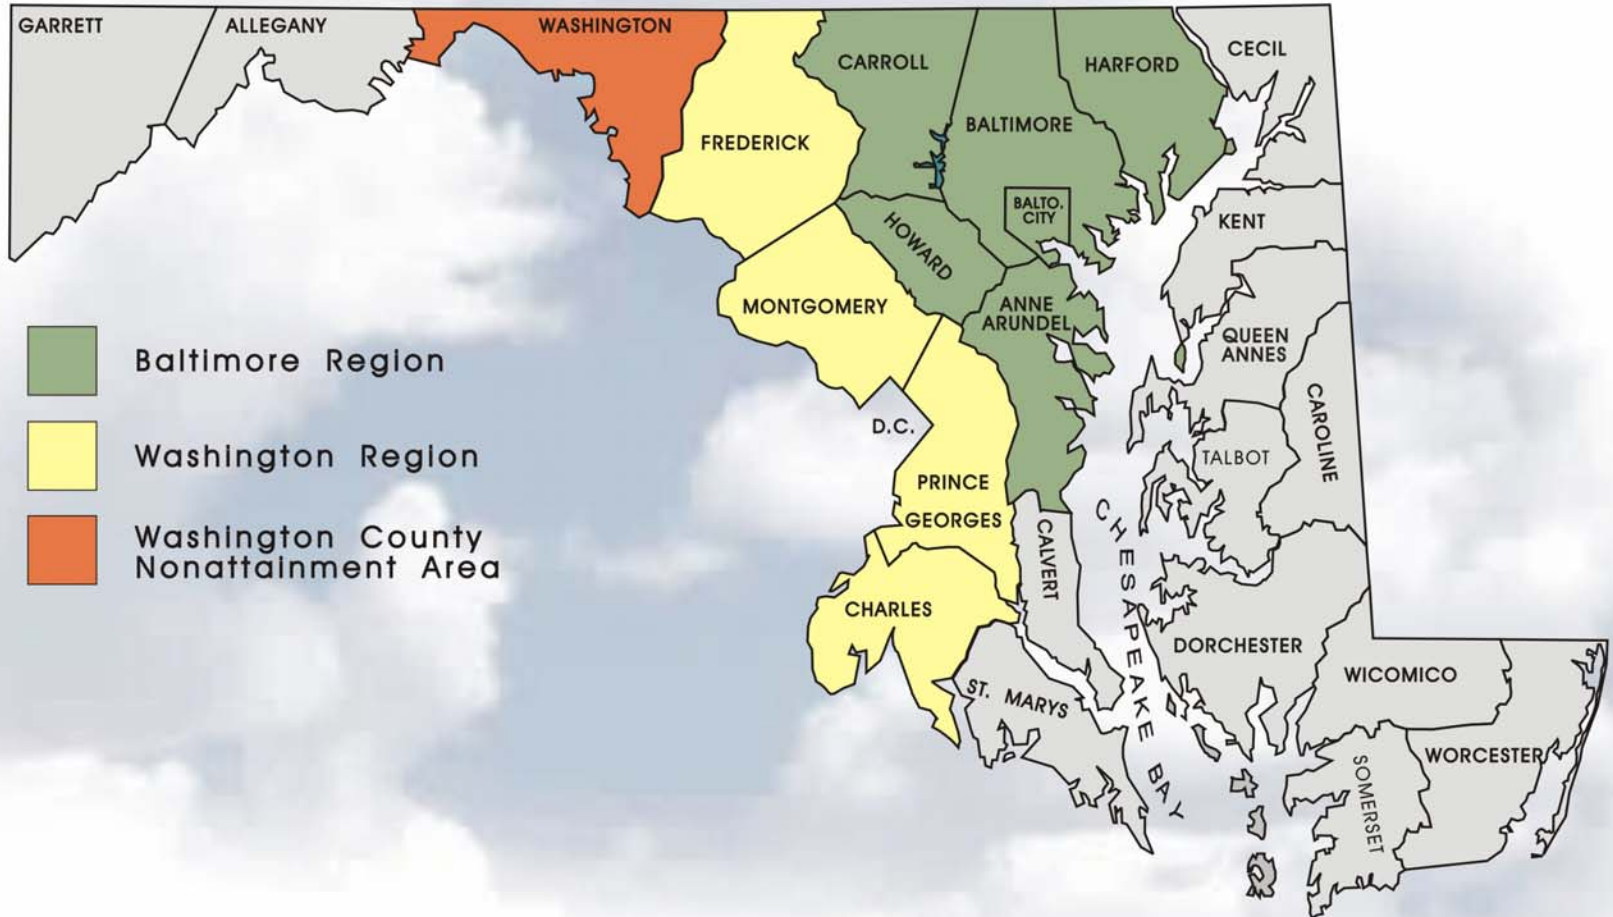 GARRETT
ALLEGANY
WASHINGTON
CARROLL
HARFORD
CECIL
BALTIMORE
FREDERICK
BALTO.
CITY
KENT
HOWARD
MONTGOMERY
ANNE
ARUNDEL
QUEEN
ANNES
CAROLINE
D.C.
TALBOT
PRINCE
GEORGES
CALVERT
CHESAPEAKE BAY
CHARLES
DORCHESTER
WICOMICO
ST. MARYS
WORCESTER
SOMERSET
Baltimore Region
Washington Region
Washington County
Nonattainment Area